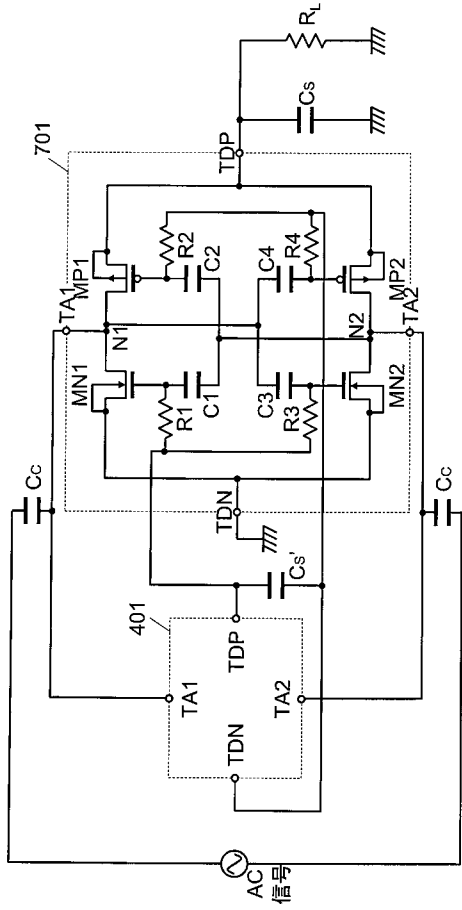 701
TA1
MN1
N1
MP1
TDP
R2
C2
R1
C1
C4
R4
C3
R3
MN2
N2
MP2
TA2
TDN
Cs
RL
Cc
Cc
Cs'
401
TDP
TA1
TA2
TDN
AC
信号